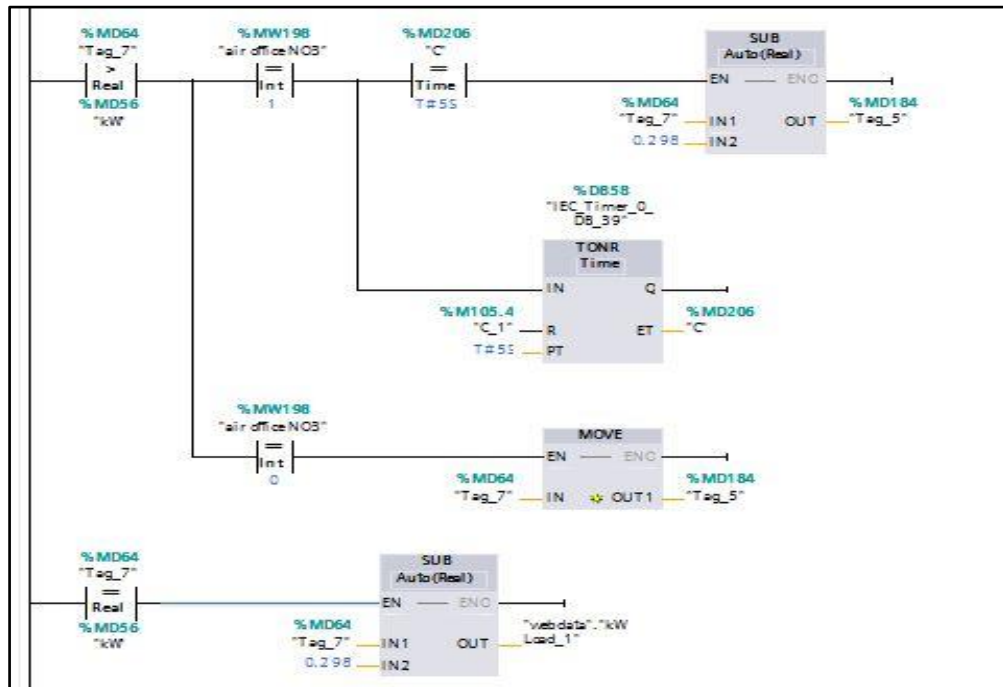 %MD64
"Tag_7"
>
Real
%MD56
"kW"
%MW198
"air office NO3"
==
Int
1
%MD206
"C"
==
Time
T#5S
SUB
Auto (Real)
EN
ENO
%MD64
"Tag_7"
IN1
0.298
IN2
OUT
%MD184
"Tag_5"
%DB58
"IEC_Timer_0_
DB_39"
TONR
Time
IN
Q
%M105.4
"C_1"
R
T#5S
PT
ET
%MD206
"C"
%MW198
"air office NO3"
==
Int
0
MOVE
EN
ENO
%MD64
"Tag_7"
IN
OUT1
%MD184
"Tag_5"
%MD64
"Tag_7"
==
Real
%MD56
"kW"
SUB
Auto (Real)
EN
ENO
%MD64
"Tag_7"
IN1
0.298
IN2
OUT
"webdata"."kW
Load_1"